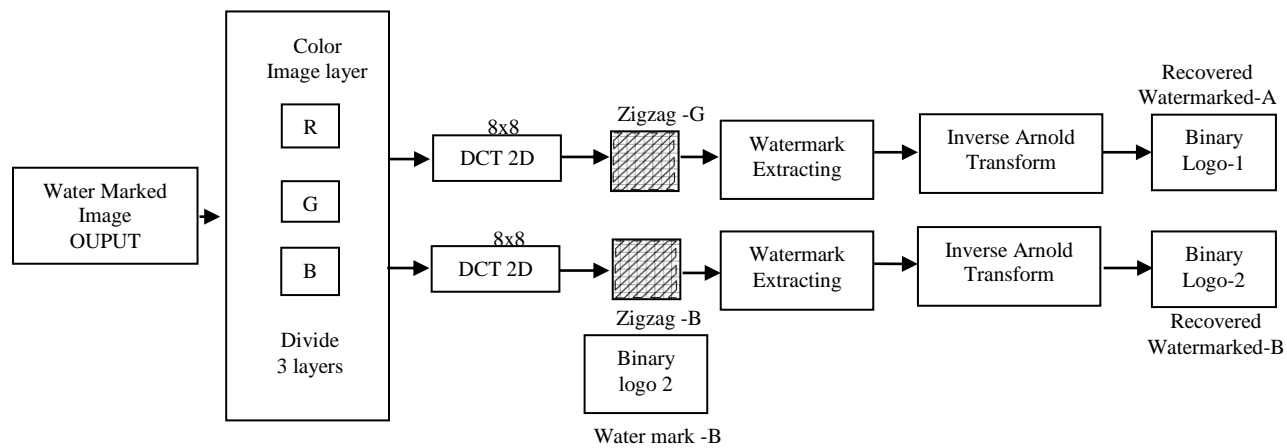 Water Marked
Image
OUPUT
Color
Image layer
R
G
B
Divide
3 layers
8x8
DCT 2D
Zigzag -G
Watermark
Extracting
Inverse Arnold
Transform
Recovered
Watermarked-A
Binary
Logo-1
8x8
DCT 2D
Zigzag -B
Watermark
Extracting
Inverse Arnold
Transform
Binary
Logo-2
Recovered
Watermarked-B
Binary
logo 2
Water mark -B